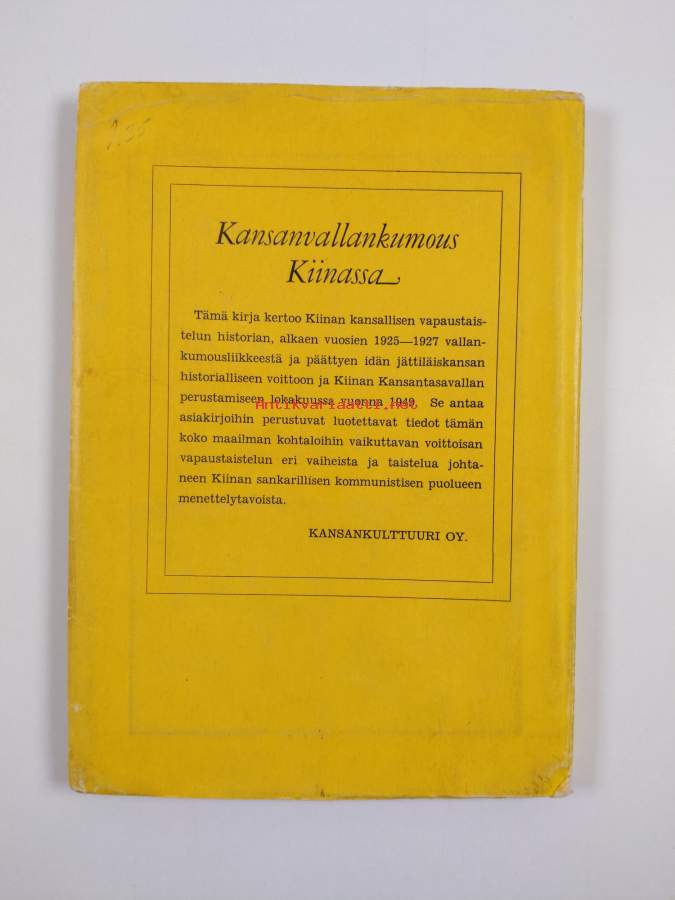 Kansanvallankumous
Kiinassa
Tämä kirja kertoo Kiinan kansallisen vapaustais-
telun historian, alkaen vuosien 1925—1927 vallan-
kumousliikkeestä ja päättyen idän jättiläiskansan
historialliseen voittoon ja Kiinan Kansantasavallan
perustamiseen lokakuussa vuonna 1949. Se antaa
Antikvariaatti.net
asiakirjoihin perustuvat luotettavat tiedot tämän
koko maailman kohtaloihin vaikuttavan voittoisan
vapaustaistelun eri vaiheista ja taistelua johta-
neen Kiinan sankarillisen kommunistisen puolueen
menettelytavoista.
KANSANKULTTUURI OY.